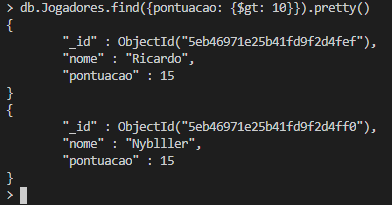 > db.Jogadores.find({pontuacao: {$gt: 10}}).pretty()
{
"_id" : ObjectId("5eb46971e25b41fd9f2d4fef"),
"nome" : "Ricardo",
"pontuacao" : 15
}
{
"_id" : ObjectId("5eb46971e25b41fd9f2d4ff0"),
"nome" : "Nyblller",
"pontuacao" : 15
}
>